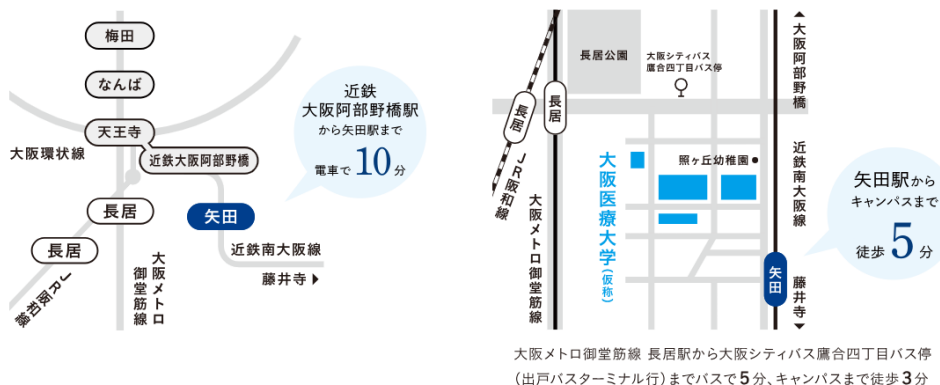 梅田
なんば
天王寺
大阪環状線
近鉄大阪阿部野橋
長居
矢田
長居
近鉄南大阪線
藤井寺▶
JR阪和線
大阪メトロ
御堂筋線
近鉄
大阪阿部野橋駅
から矢田駅まで
電車で10分
長居公園
大阪シティバス
鷹合四丁目バス停
▲大阪阿部野橋
長居
長居
JR阪和線
大阪メトロ御堂筋線
大阪医療大学(仮称)
照ヶ丘幼稚園●
近鉄南大阪線
矢田
藤井寺▼
矢田駅から
キャンパスまで
徒歩5分
大阪メトロ御堂筋線 長居駅から大阪シティバス鷹合四丁目バス停
(出戸バスターミナル行)までバスで5分、キャンパスまで徒歩3分